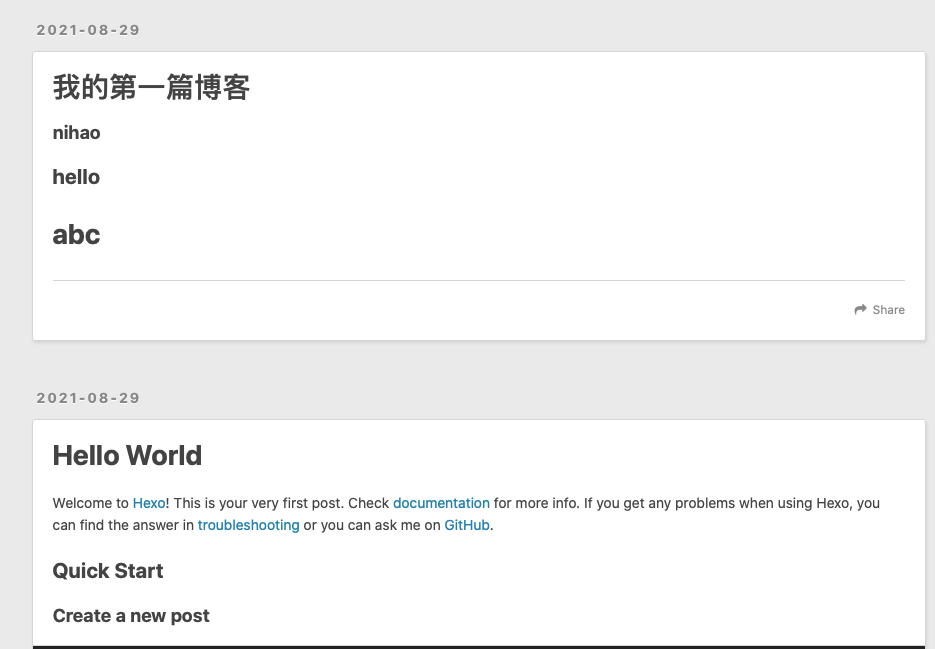 2021-08-29
我的第一篇博客
nihao
hello
abc
Share
2021-08-29
Hello World
Welcome to Hexo! This is your very first post. Check documentation for more info. If you get any problems when using Hexo, you
can find the answer in troubleshooting or you can ask me on GitHub.
Quick Start
Create a new post